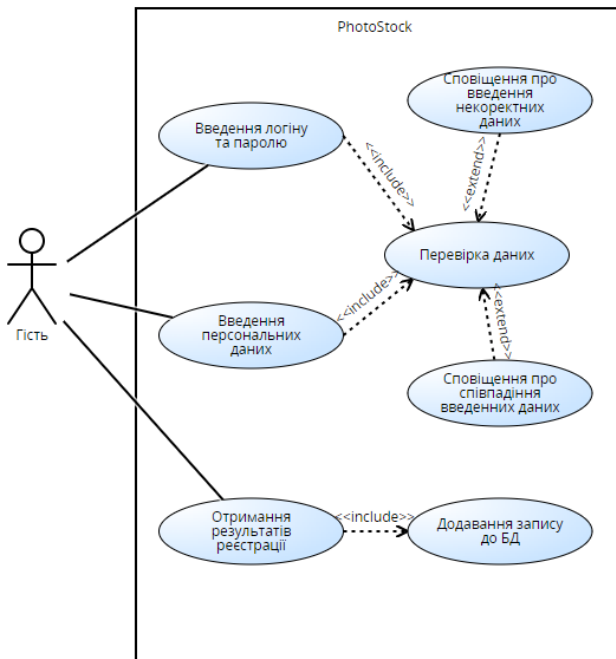 PhotoStock
Сповіщення про
введення
некоректних
даних
Введення логіну
та паролю
<<include>>
<<extend>>
Перевірка даних
Гість
Введення
персональних
даних
<<include>>
<<extend>>
Сповіщення про
співпадіння
введенних даних
Отримання
результатів
реєстрації
<<include>>
Додавання запису
до БД